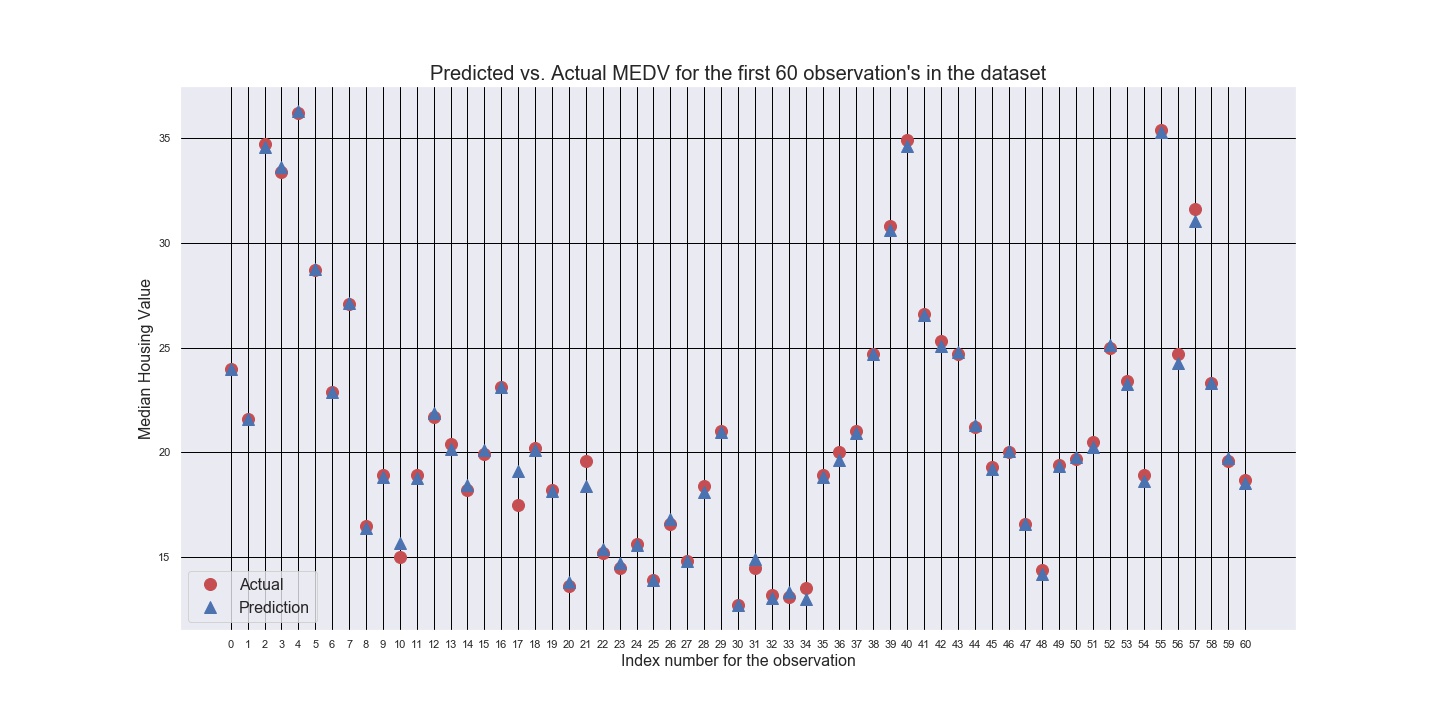 Predicted vs. Actual MEDV for the first 60 observation's in the dataset
35
30
25
20
15
Median Housing Value
Actual
Prediction
0 1 2 3 4 5 6 7 8 9 10 11 12 13 14 15 16 17 18 19 20 21 22 23 24 25 26 27 28 29 30 31 32 33 34 35 36 37 38 39 40 41 42 43 44 45 46 47 48 49 50 51 52 53 54 55 56 57 58 59 60
Index number for the observation